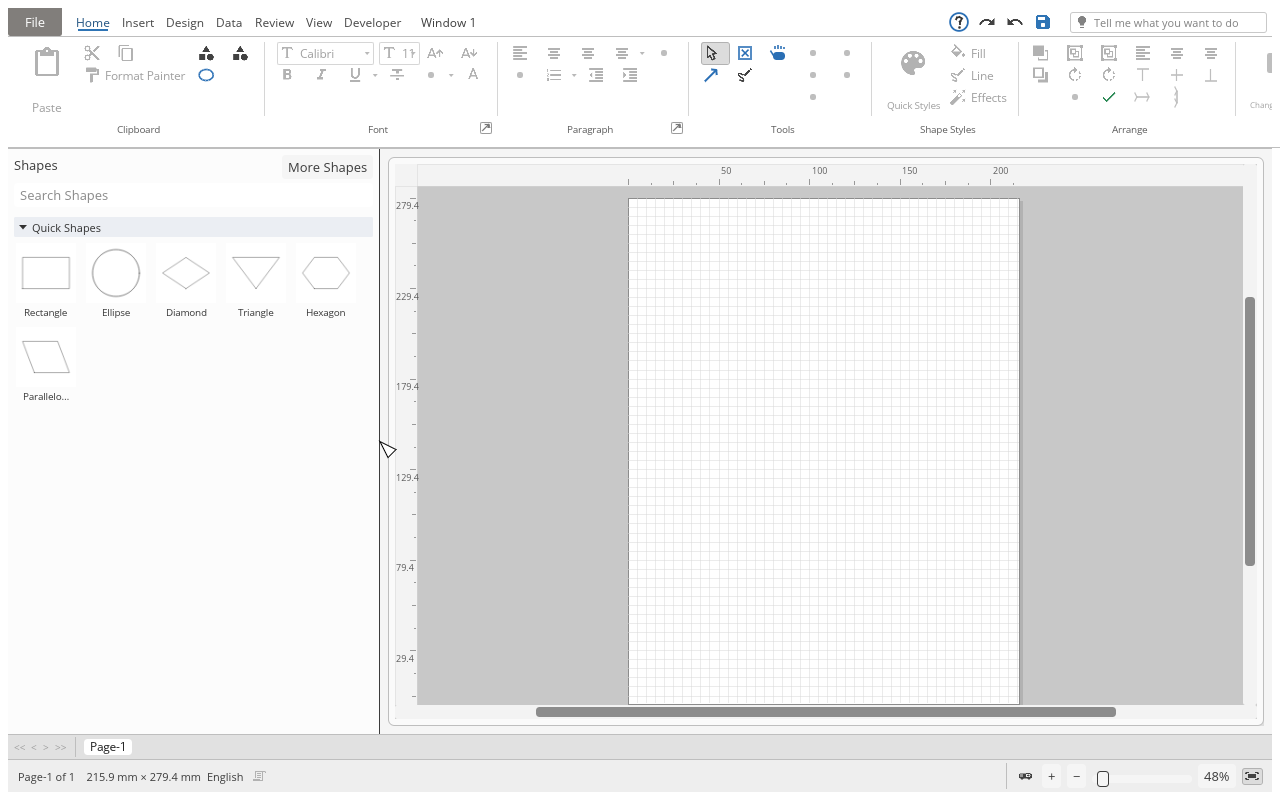 File Home Insert Design Data Review View Developer Window 1 Tell me what you want to do
Calibri
Format Painter
Paste
Fill
Line
Effects
Quick Styles
Clipboard Font Paragraph Tools Shape Styles Arrange
Shapes More Shapes
Search Shapes
Quick Shapes
Rectangle Ellipse Diamond Triangle Hexagon
Parallelo...
50 100 150 200
279.4
229.4
179.4
129.4
79.4
29.4
<< < > >> Page-1
Page-1 of 1 215.9 mm × 279.4 mm English + − 48%